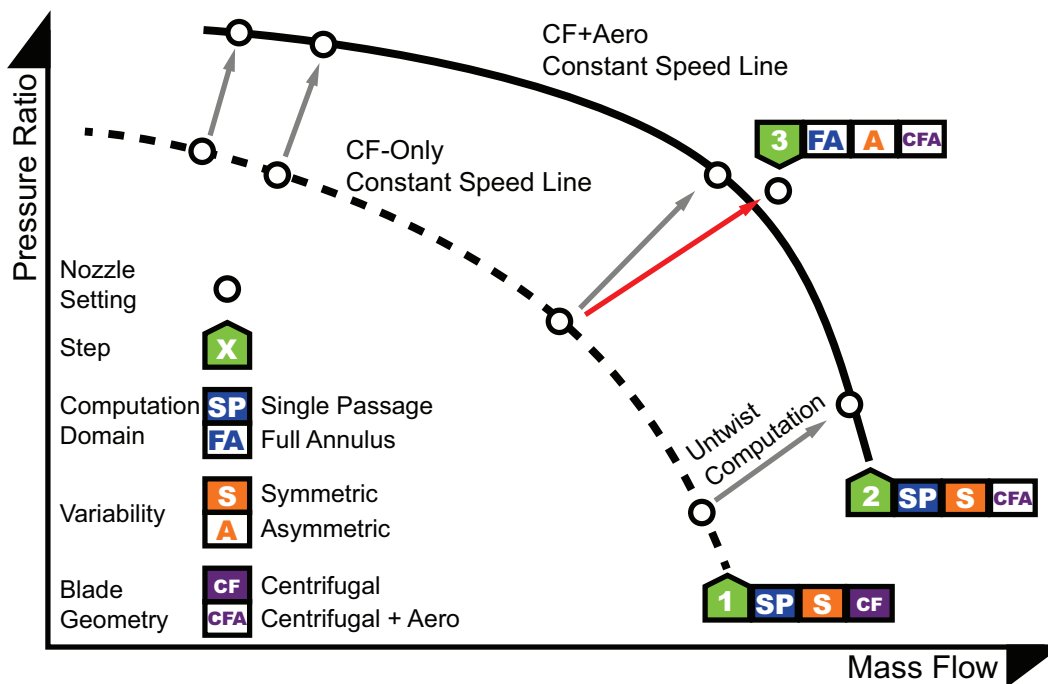 Pressure Ratio
CF+Aero
Constant Speed Line
CF-Only
Constant Speed Line
3 FA A CFA
Nozzle
Setting
Step
X
Computation
Domain
SP Single Passage
FA Full Annulus
Variability
S Symmetric
A Asymmetric
Blade
Geometry
CF Centrifugal
CFA Centrifugal + Aero
Untwist
Computation
2 SP S CFA
1 SP S CF
Mass Flow